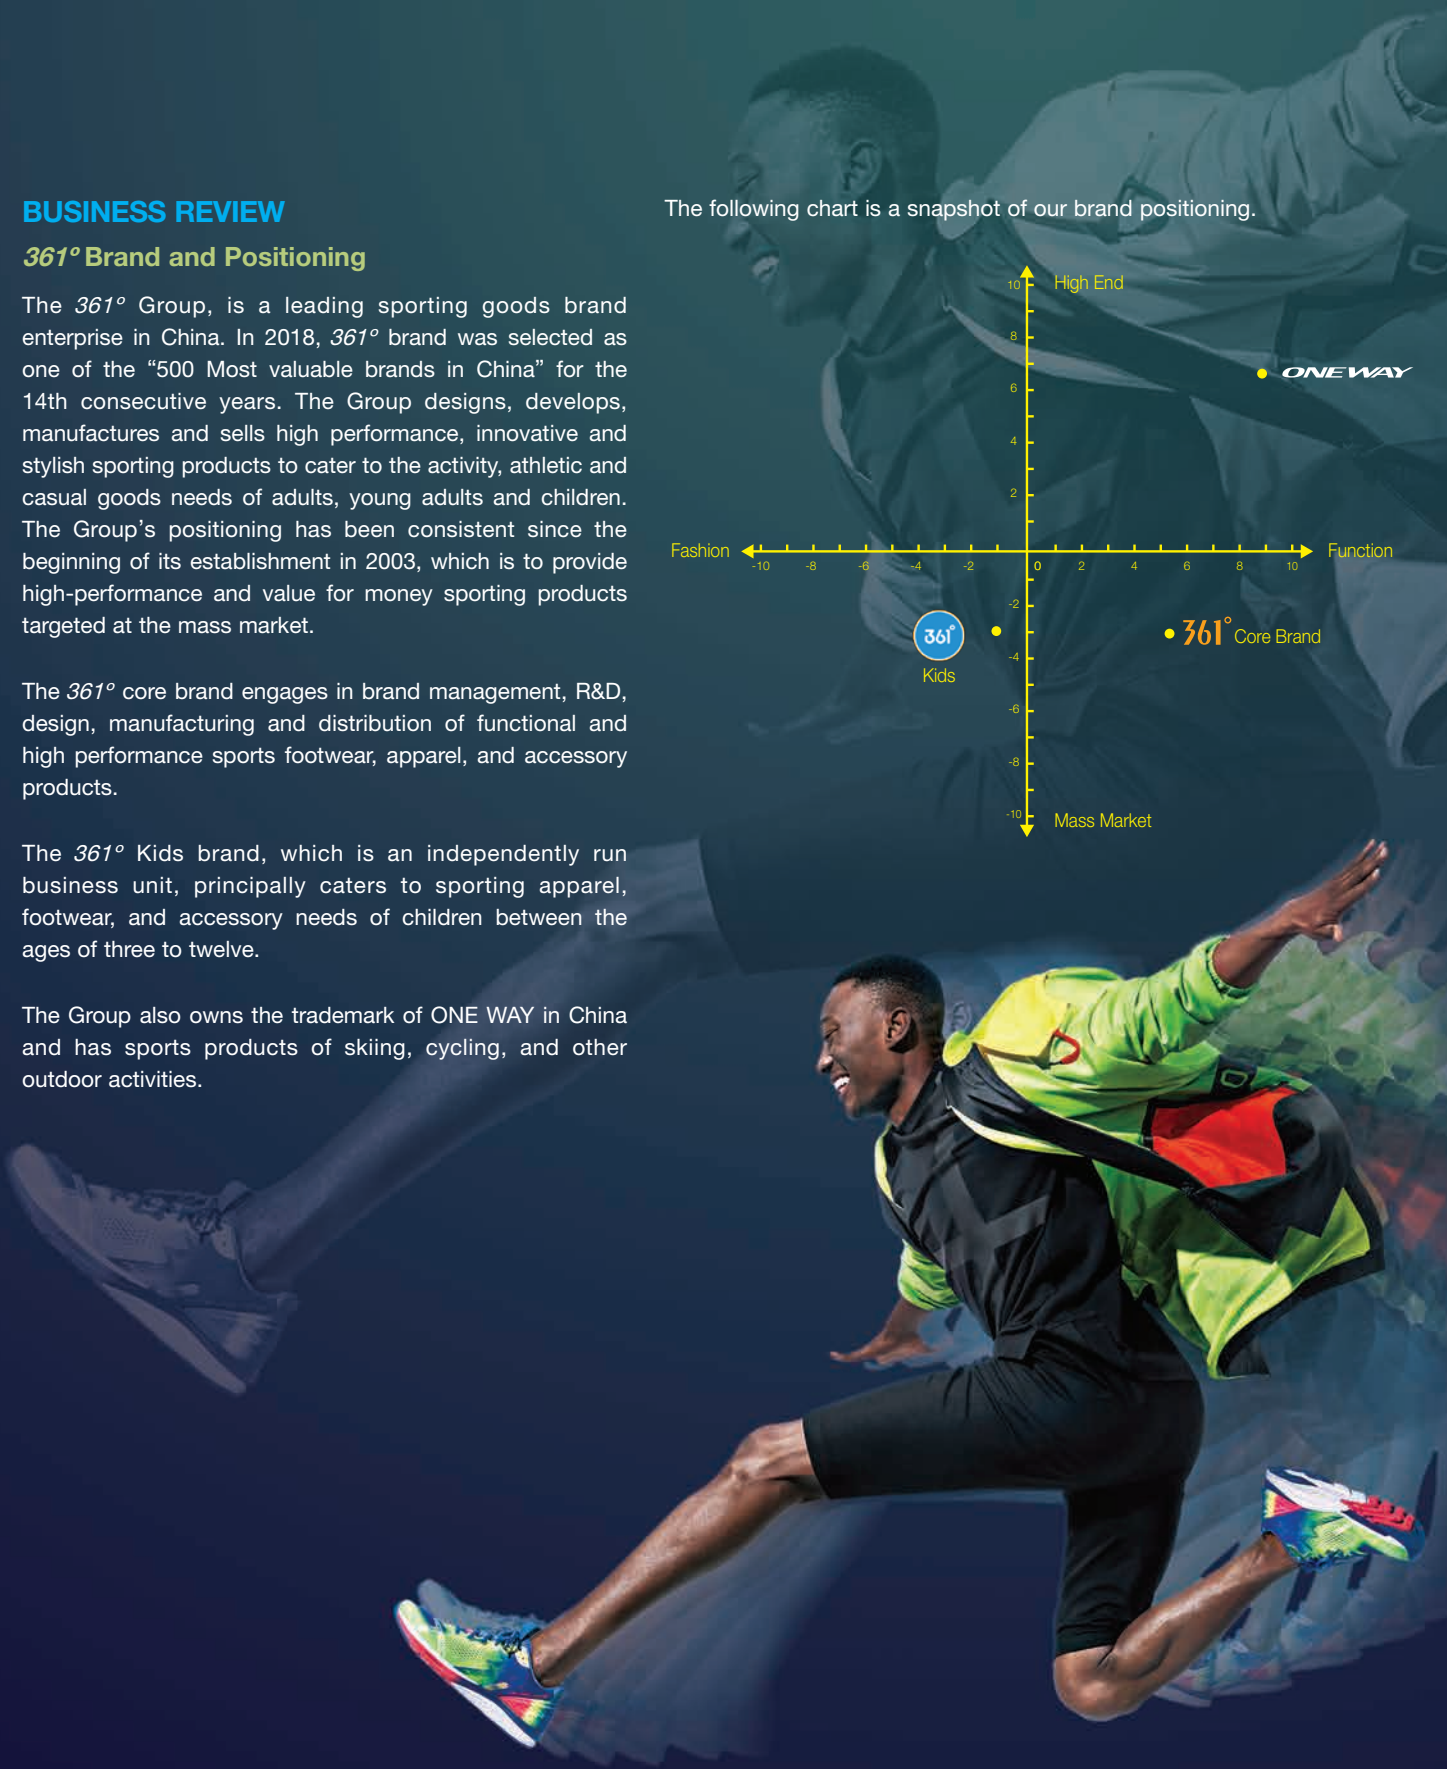 BUSINESS REVIEW
361º Brand and Positioning
The 361º Group, is a leading sporting goods brand
enterprise in China. In 2018, 361º brand was selected as
one of the “500 Most valuable brands in China” for the
14th consecutive years. The Group designs, develops,
manufactures and sells high performance, innovative and
stylish sporting products to cater to the activity, athletic and
casual goods needs of adults, young adults and children.
The Group’s positioning has been consistent since the
beginning of its establishment in 2003, which is to provide
high-performance and value for money sporting products
targeted at the mass market.
The 361º core brand engages in brand management, R&D,
design, manufacturing and distribution of functional and
high performance sports footwear, apparel, and accessory
products.
The 361º Kids brand, which is an independently run
business unit, principally caters to sporting apparel,
footwear, and accessory needs of children between the
ages of three to twelve.
The Group also owns the trademark of ONE WAY in China
and has sports products of skiing, cycling, and other
outdoor activities.
The following chart is a snapshot of our brand positioning.
10 High End
8
ONE WAY
6
4
2
Fashion Function
-10 -8 -6 -4 -2 0 2 4 6 8 10
-2
361° 361° Core Brand
-4
Kids
-6
-8
-10 Mass Market